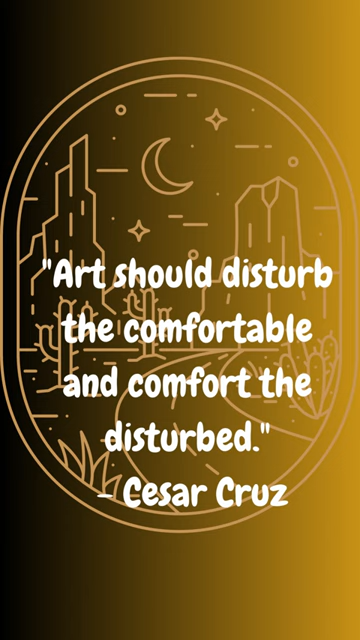 "Art should disturb
the comfortable
and comfort the
disturbed."
- Cesar Cruz